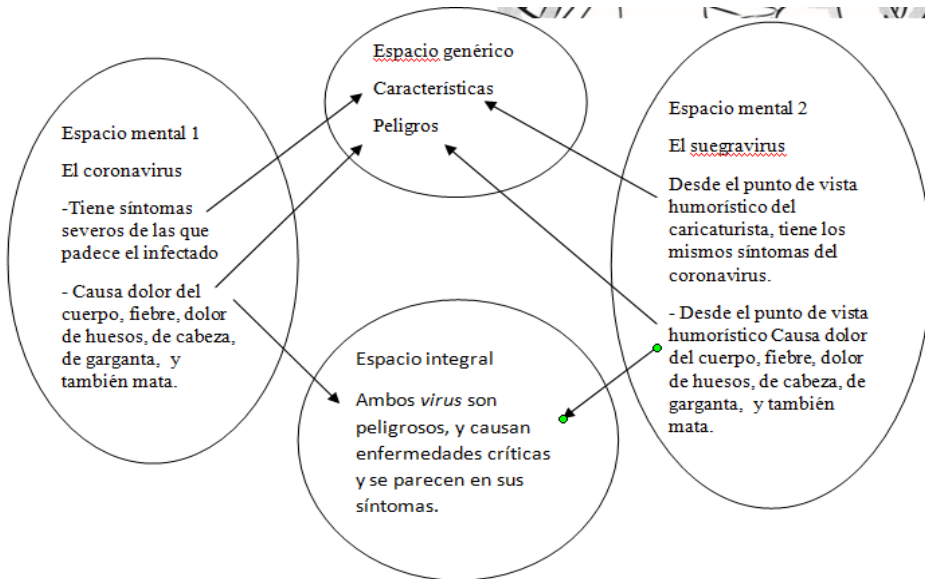 Espacio genérico
Características
Peligros
Espacio mental 1
El coronavirus
-Tiene síntomas
severos de las que
padece el infectado
- Causa dolor del
cuerpo, fiebre, dolor
de huesos, de cabeza,
de garganta,  y
también mata.
Espacio mental 2
El suegravirus
Desde el punto de vista
humorístico del
caricaturista, tiene los
mismos síntomas del
coronavirus.
- Desde el punto de vista
humorístico Causa dolor
del cuerpo, fiebre, dolor
de huesos, de cabeza, de
garganta,  y también
mata.
Espacio integral
Ambos virus son
peligrosos, y causan
enfermedades críticas
y se parecen en sus
síntomas.